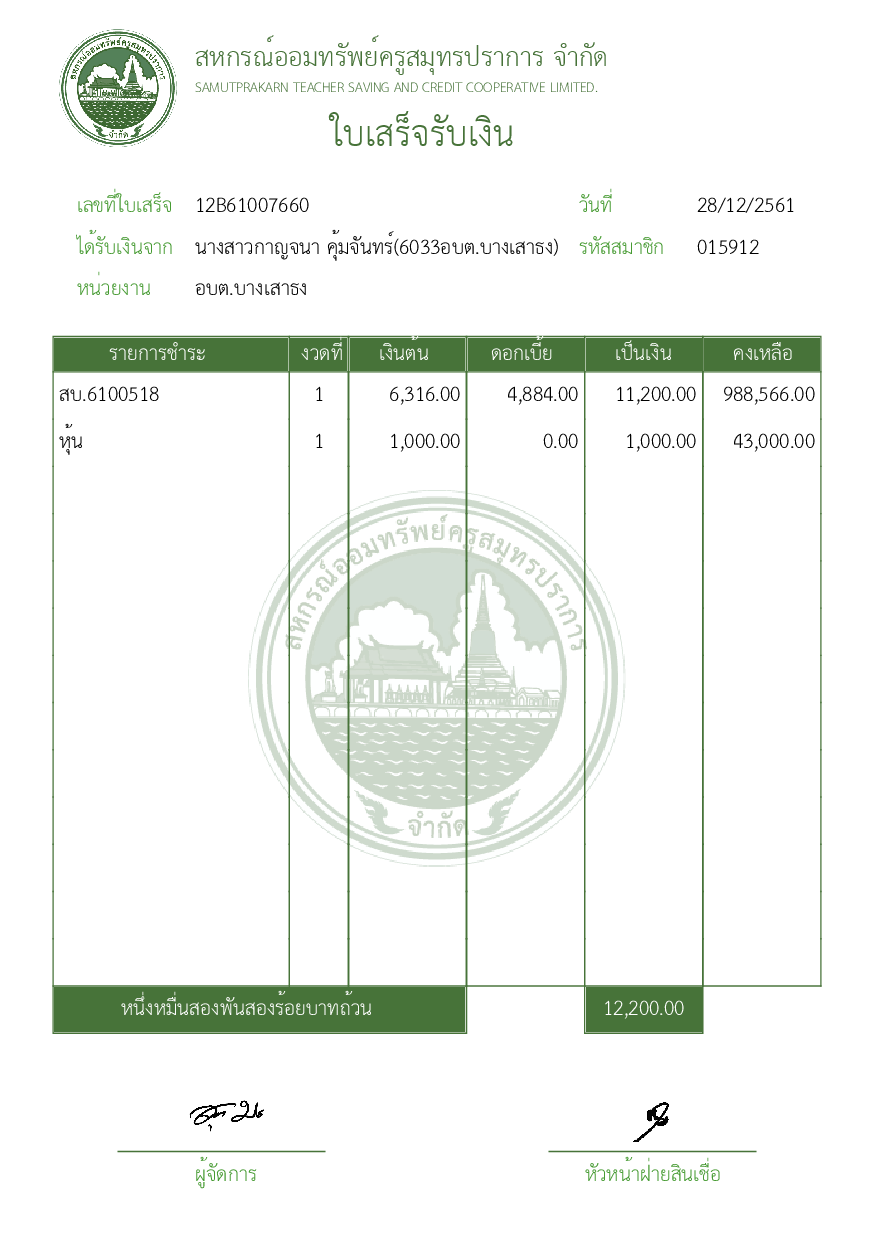 สหกรณ์ออมทรัพย์ครูสมุทรปราการ จำกัด
SAMUTPRAKARN TEACHER SAVING AND CREDIT COOPERATIVE LIMITED.
ใบเสร็จรับเงิน
เลขที่ใบเสร็จ 12B61007660 วันที่ 28/12/2561
ได้รับเงินจาก นางสาวกาญจนา คุ้มจันทร์(6033อบต.บางเสาธง) รหัสสมาชิก 015912
หน่วยงาน อบต.บางเสาธง
รายการชำระ งวดที่ เงินต้น ดอกเบี้ย เป็นเงิน คงเหลือ
สบ.6100518 1 6,316.00 4,884.00 11,200.00 988,566.00
หุ้น 1 1,000.00 0.00 1,000.00 43,000.00
สหกรณ์ออมทรัพย์ครูสมุทรปราการ
จำกัด
หนึ่งหมื่นสองพันสองร้อยบาทถ้วน 12,200.00
ผู้จัดการ หัวหน้าฝ่ายสินเชื่อ